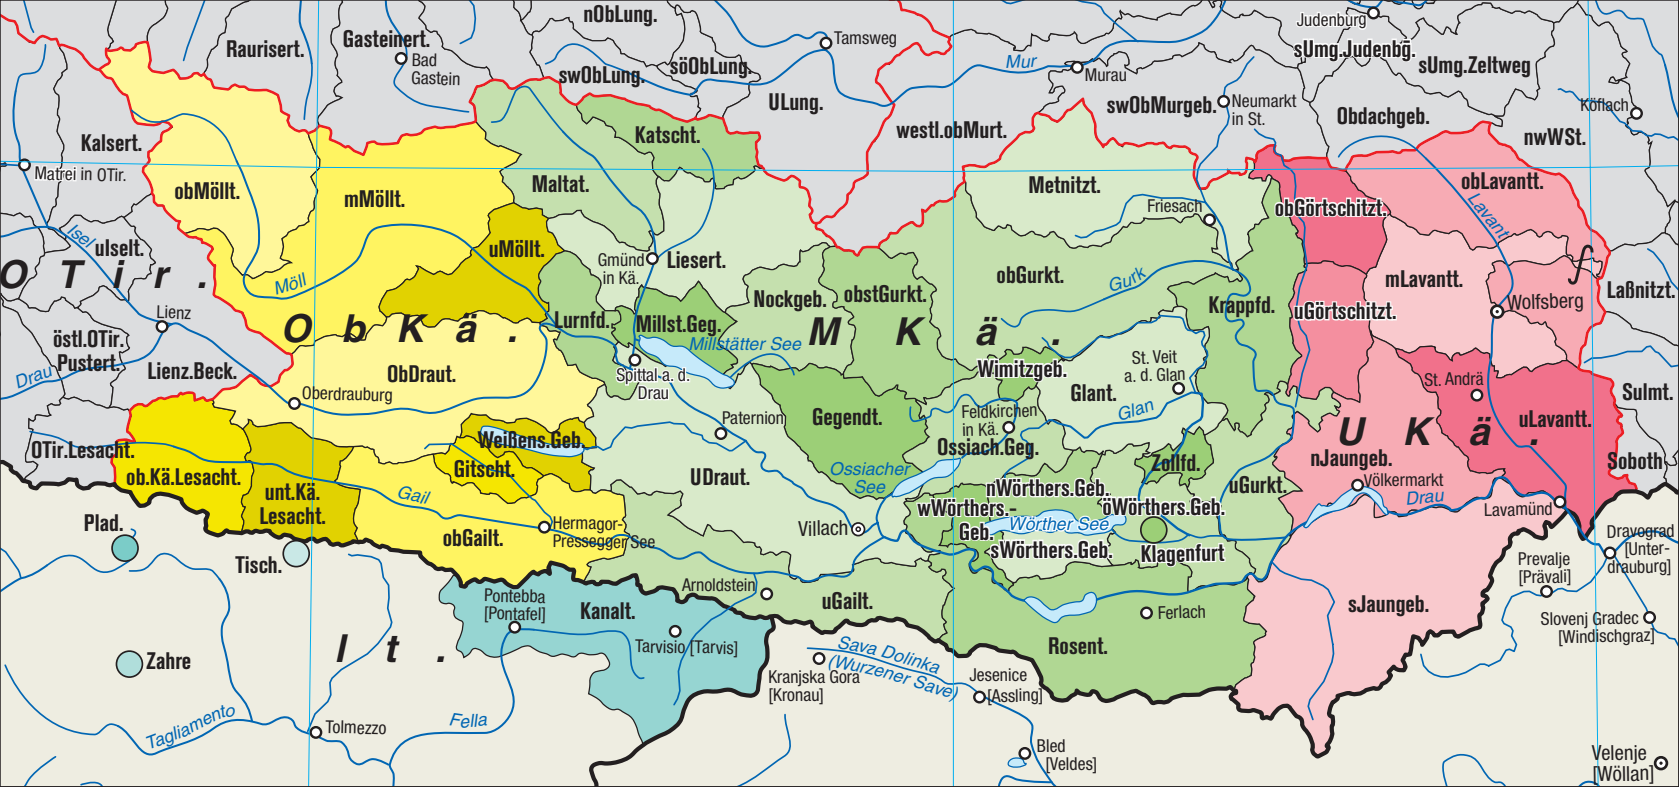 nObLung.
Raurisert.
Gasteinert.
Bad
Gastein
swObLung.
söObLung.
Tamsweg
ULung.
Mur
Murau
Judenburg
sUmg.Judenbg.
sUmg.Zeltweg
swObMurgeb.
Neumarkt
in St.
Obdachgeb.
Köflach
nwWSt.
westl.obMurt.
Kalsert.
Matrei in OTir.
Katscht.
Maltat.
obMöllt.
mMöllt.
Metnitzt.
Friesach
obGörtschitzt.
obLavantt.
Lavant
Isel
uIselt.
OTir.
uMöllt.
Gmünd
in Kä.
Liesert.
Nockgeb.
obstGurkt.
obGurkt.
Gurk
Krappfd.
uGörtschitzt.
mLavantt.
Wolfsberg
Laßnitzt.
Möll
Lienz
ObKä.
Lurnfd.
Millst.Geg.
Millstätter See
MKä.
östl.OTir.
Pustert.
Drau
Lienz.Beck.
ObDraut.
Oberdrauburg
Spittal a. d.
Drau
Wimitzgeb.
St. Veit
a. d. Glan
Glant.
Glan
St. Andrä
Sulmt.
Paternion
Gegendt.
Feldkirchen
in Kä.
Ossiach.Geg.
uLavantt.
UKä.
OTir.Lesacht.
ob.Kä.Lesacht.
Weißens.Geb.
Gitscht.
UDraut.
Ossiacher
See
Zollfd.
nJaungeb.
Völkermarkt
Soboth
unt.Kä.
Lesacht.
Gail
nWörthers.Geb.
uGurkt.
Drau
Lavamünd
wWörthers.-
Geb.
öWörthers.Geb.
Wörther See
Plad.
obGailt.
Hermagor-
Pressegger See
Villach
sWörthers.Geb.
Klagenfurt
Dravograd
[Unter-
drauburg]
Tisch.
Prevalje
[Prävali]
Pontebba
[Pontafel]
Kanalt.
Arnoldstein
uGailt.
Ferlach
sJaungeb.
Slovenj Gradec
[Windischgraz]
It.
Tarvisio [Tarvis]
Rosent.
Zahre
Kranjska Gora
[Kronau]
Sava Dolinka
(Wurzener Save)
Jesenice
[Assling]
Tagliamento
Tolmezzo
Fella
Bled
[Veldes]
Velenje
[Wöllan]